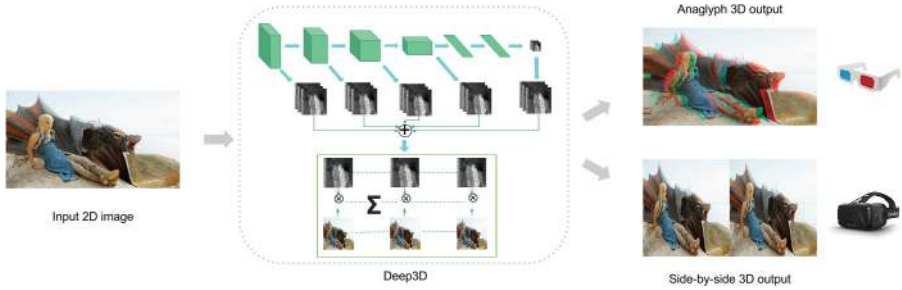 Anaglyph 3D output
Input 2D image
Σ
Deep3D
Side-by-side 3D output